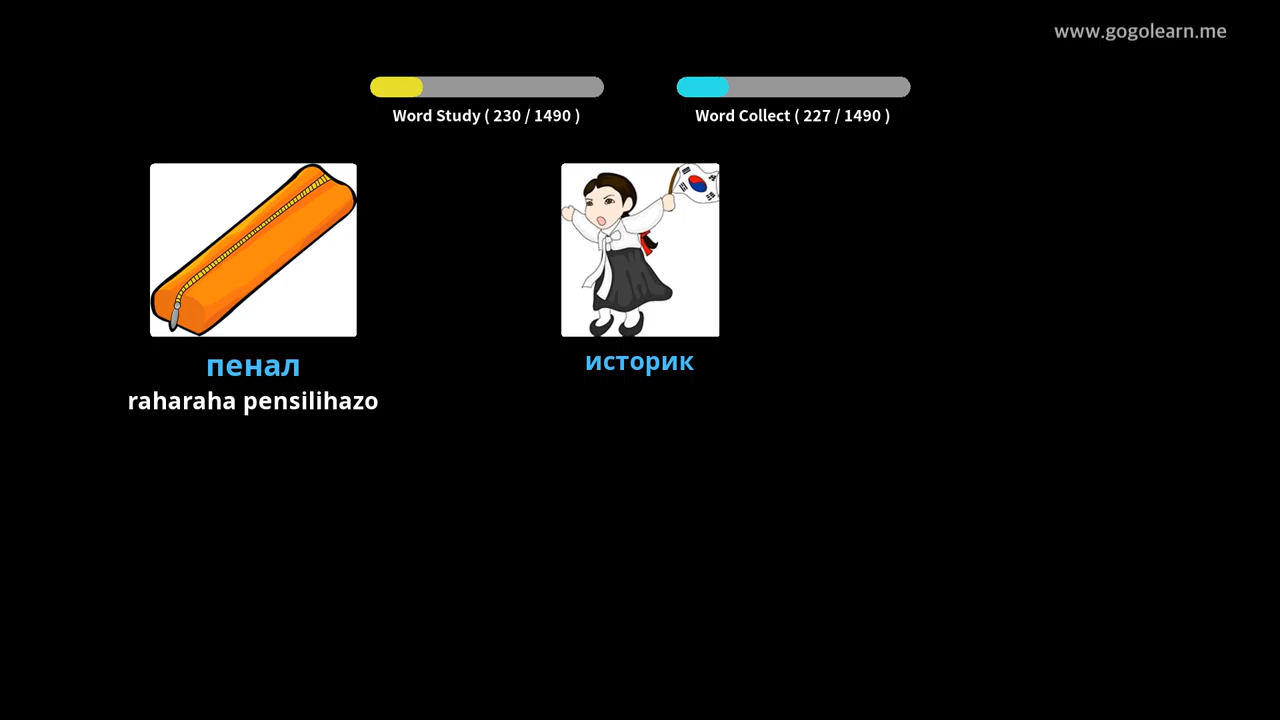 www.gogolearn.me
Word Study ( 230 / 1490 )
Word Collect ( 227 / 1490 )
пенал
raharaha pensilihazo
историк